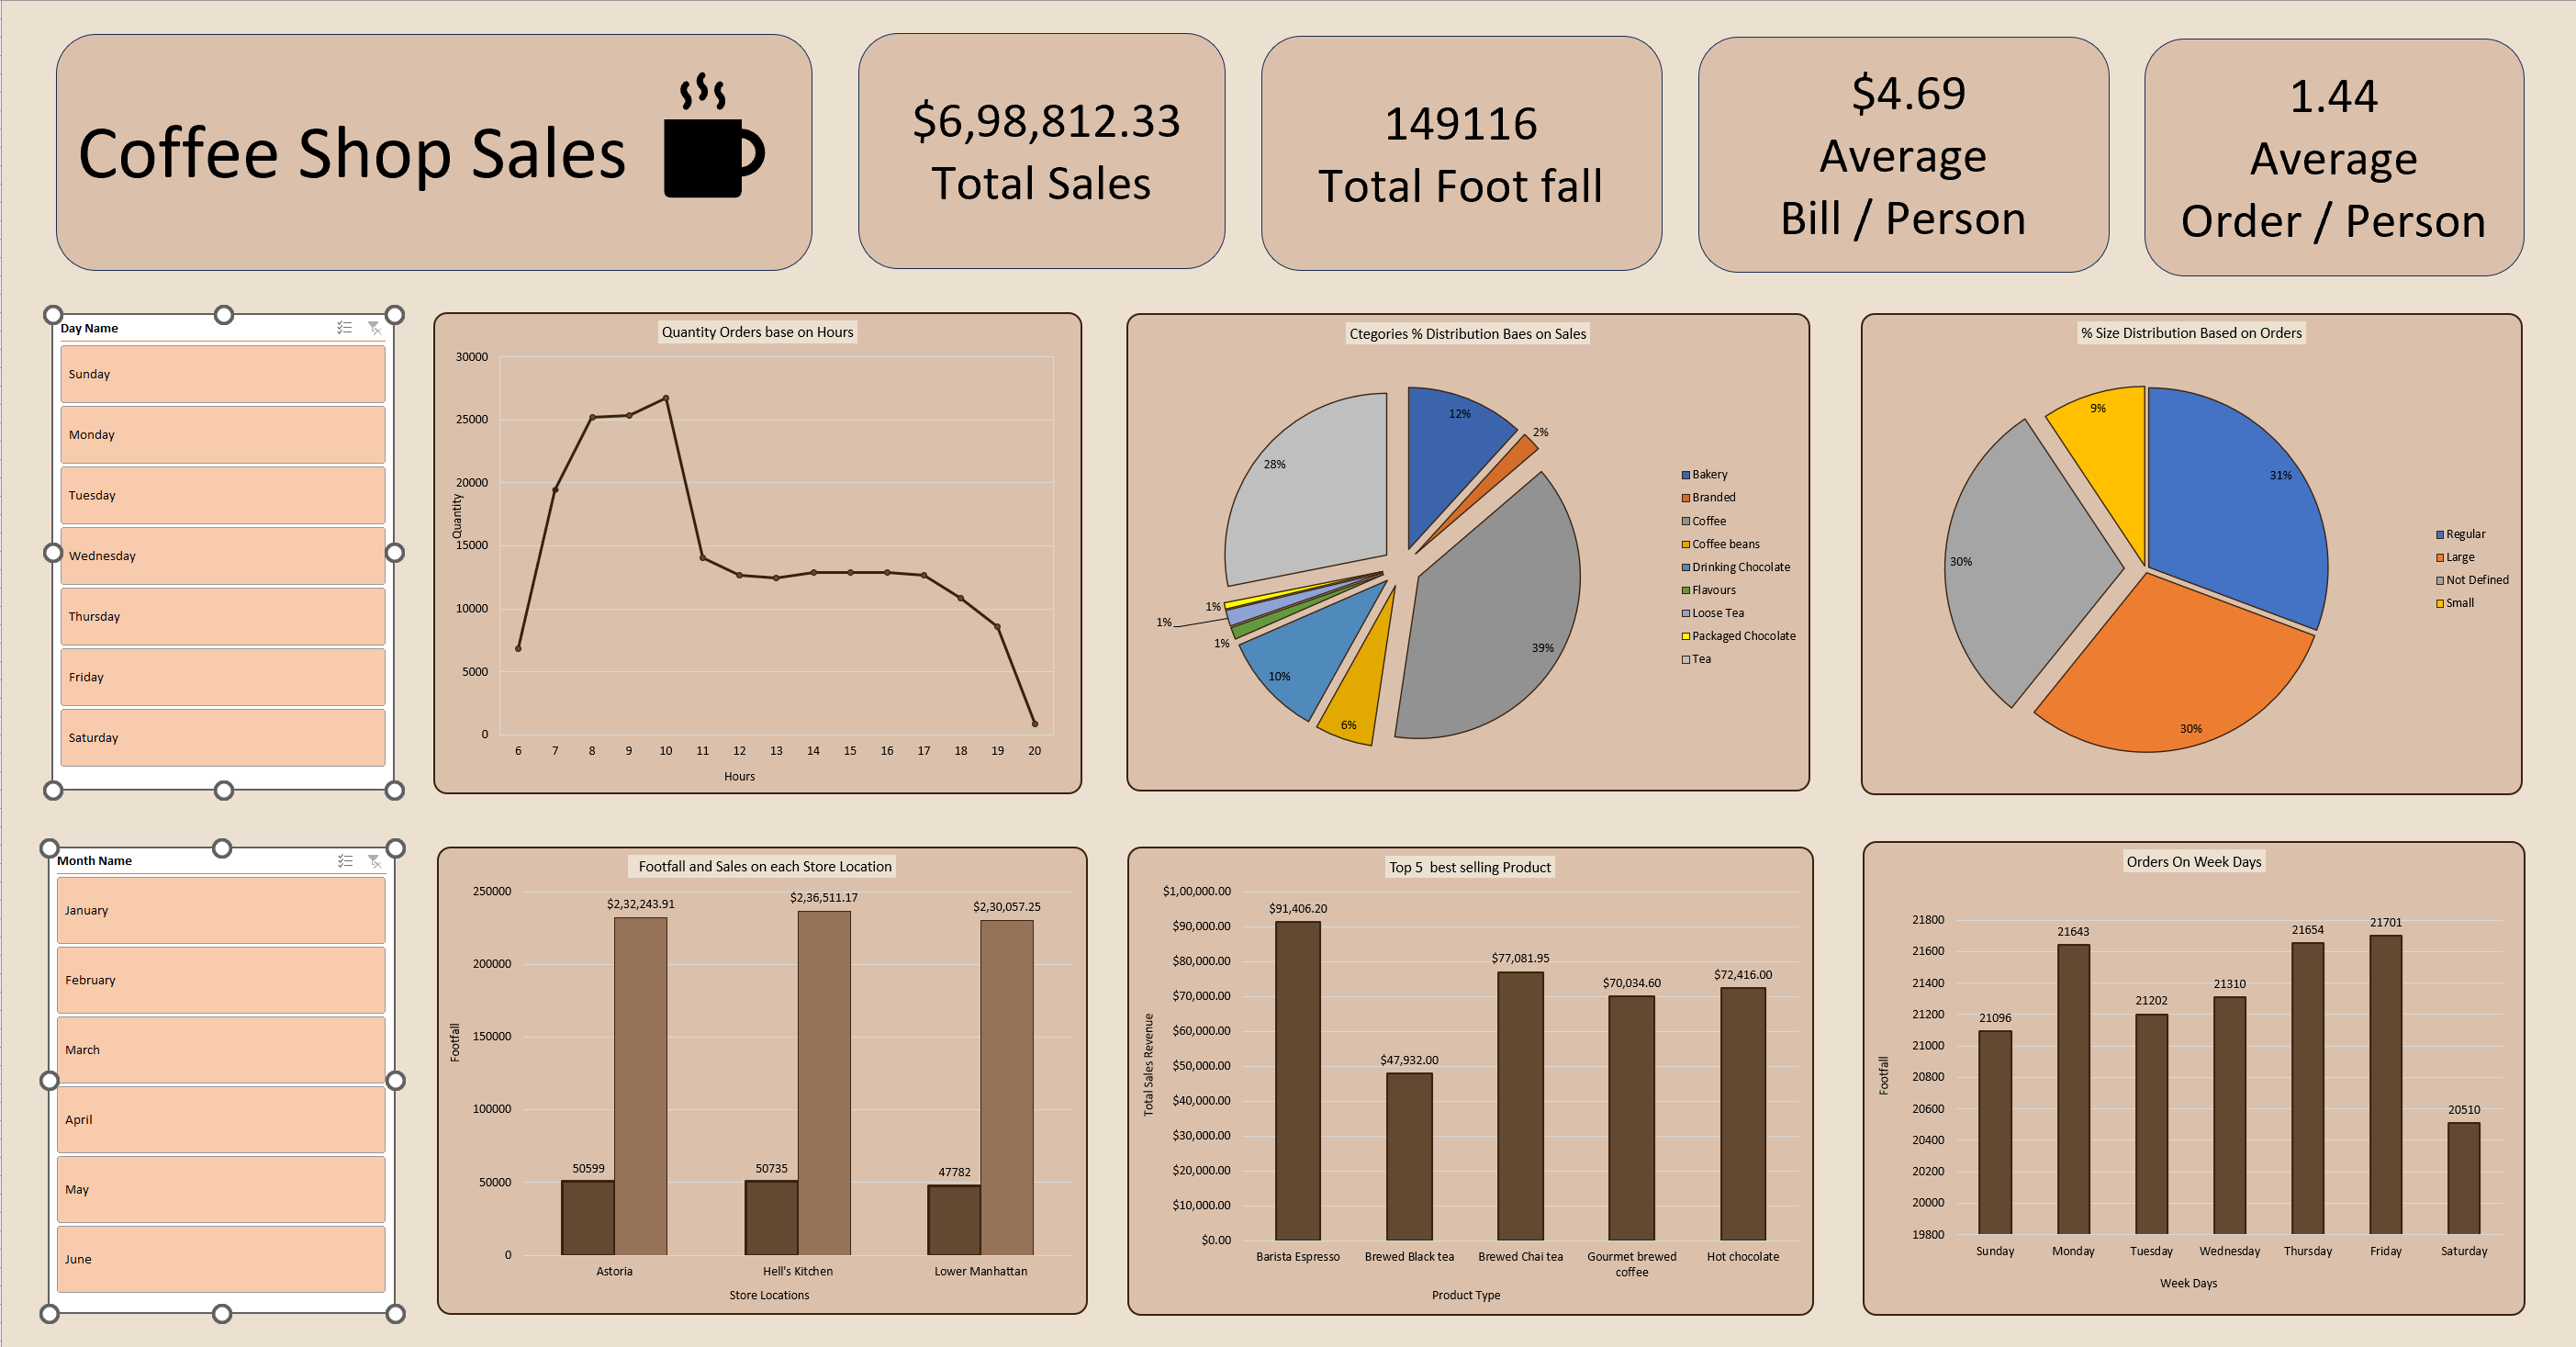 Coffee Shop Sales
$6,98,812.33
Total Sales
149116
Total Foot fall
$4.69
Average
Bill / Person
1.44
Average
Order / Person
Day Name
Sunday
Monday
Tuesday
Wednesday
Thursday
Friday
Saturday
Quantity Orders base on Hours
30000
25000
20000
15000
10000
5000
0
Quantity
6 7 8 9 10 11 12 13 14 15 16 17 18 19 20
Hours
Ctegories % Distribution Baes on Sales
12%
2%
39%
6%
10%
1%
1%
1%
28%
Bakery
Branded
Coffee
Coffee beans
Drinking Chocolate
Flavours
Loose Tea
Packaged Chocolate
Tea
% Size Distribution Based on Orders
31%
30%
30%
9%
Regular
Large
Not Defined
Small
Month Name
January
February
March
April
May
June
Footfall and Sales on each Store Location
250000
200000
150000
100000
50000
0
Footfall
$2,32,243.91
$2,36,511.17
$2,30,057.25
50599
50735
47782
Astoria
Hell's Kitchen
Lower Manhattan
Store Locations
Top 5  best selling Product
$1,00,000.00
$90,000.00
$80,000.00
$70,000.00
$60,000.00
$50,000.00
$40,000.00
$30,000.00
$20,000.00
$10,000.00
$0.00
Total Sales Revenue
$91,406.20
$47,932.00
$77,081.95
$70,034.60
$72,416.00
Barista Espresso
Brewed Black tea
Brewed Chai tea
Gourmet brewed
coffee
Hot chocolate
Product Type
Orders On Week Days
21800
21600
21400
21200
21000
20800
20600
20400
20200
20000
19800
Footfall
21096
21643
21202
21310
21654
21701
20510
Sunday
Monday
Tuesday
Wednesday
Thursday
Friday
Saturday
Week Days